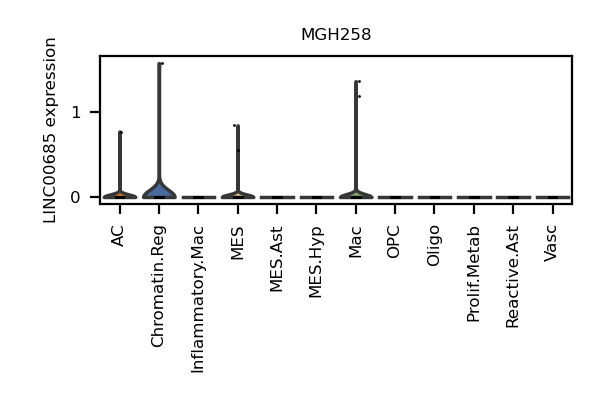 MGH258
LINC00685 expression
1
0
AC
Chromatin.Reg
Inflammatory.Mac
MES
MES.Ast
MES.Hyp
Mac
OPC
Oligo
Prolif.Metab
Reactive.Ast
Vasc